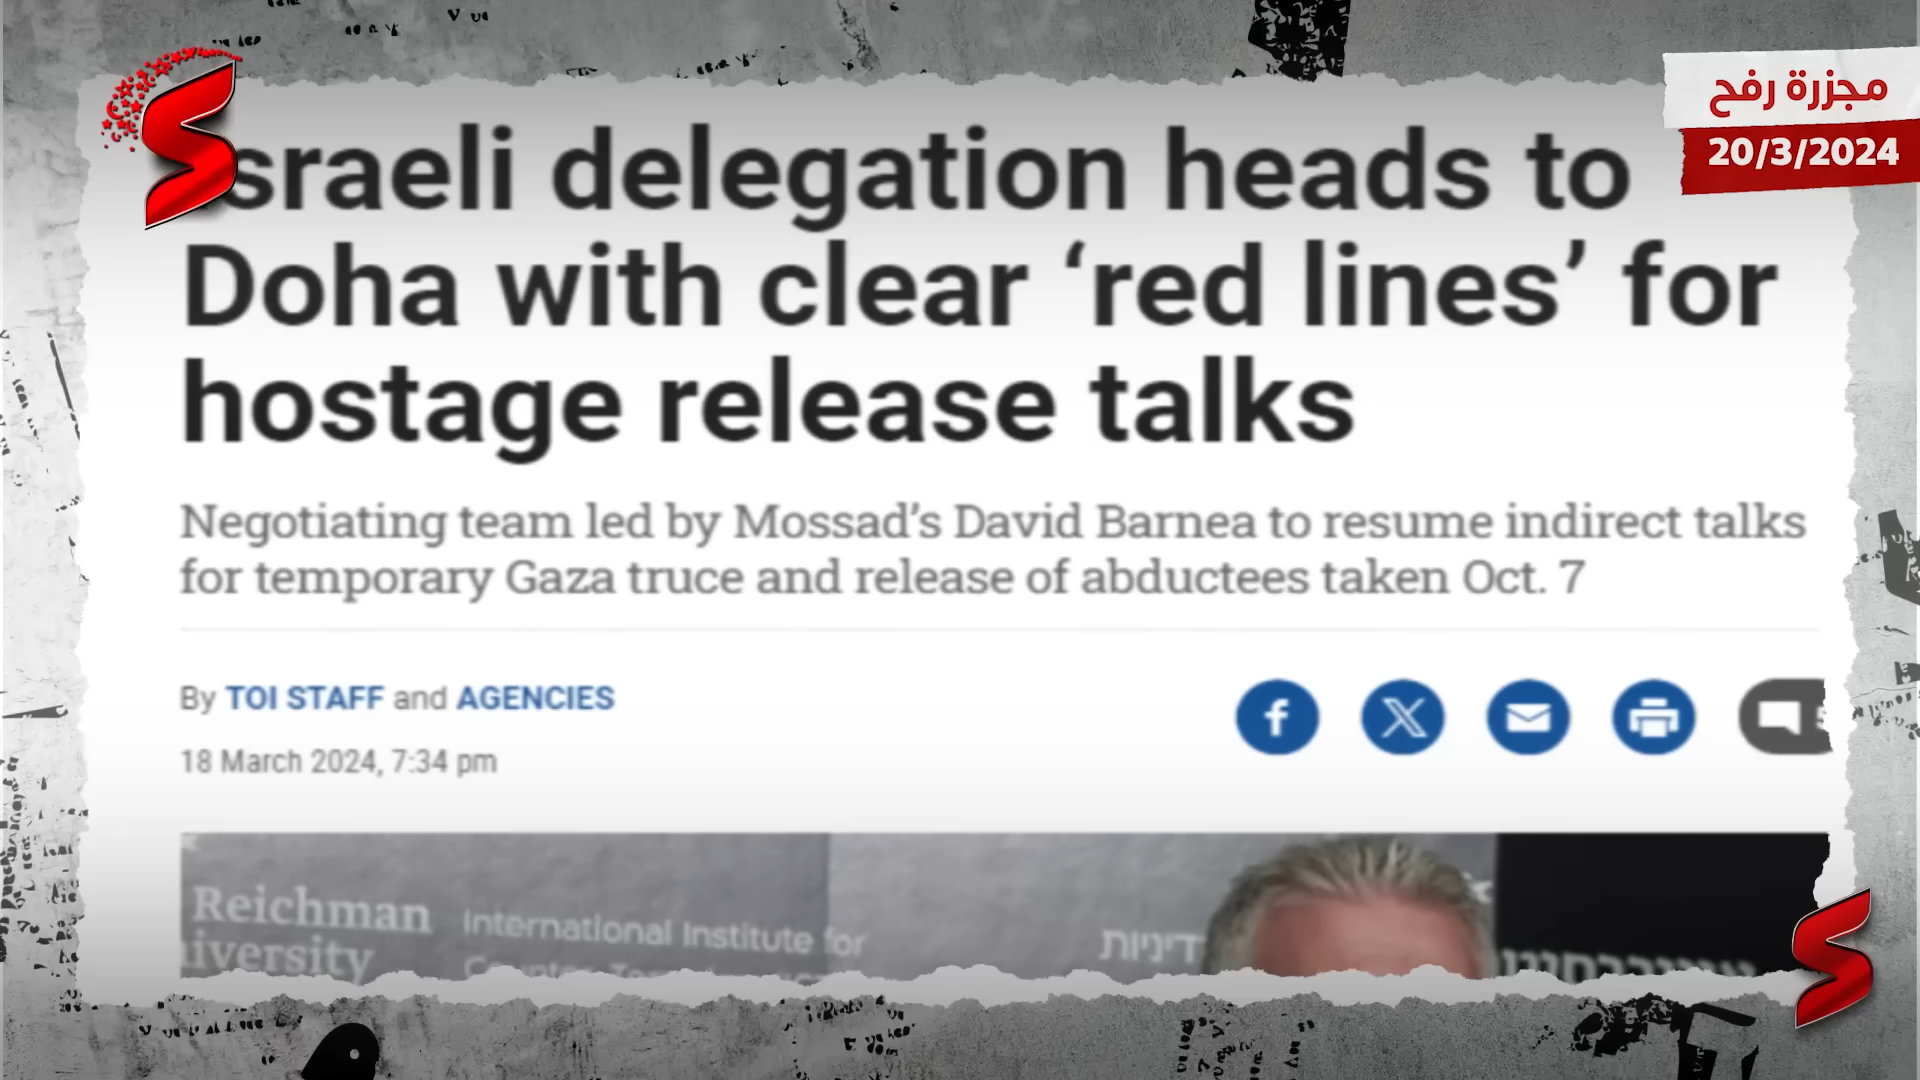 مجزرة رفح
20/3/2024
sraeli delegation heads to
Doha with clear ‘red lines’ for
hostage release talks
Negotiating team led by Mossad’s David Barnea to resume indirect talks
for temporary Gaza truce and release of abductees taken Oct. 7
By TOI STAFF and AGENCIES
18 March 2024, 7:34 pm
Reichman
iversity
International Institute for